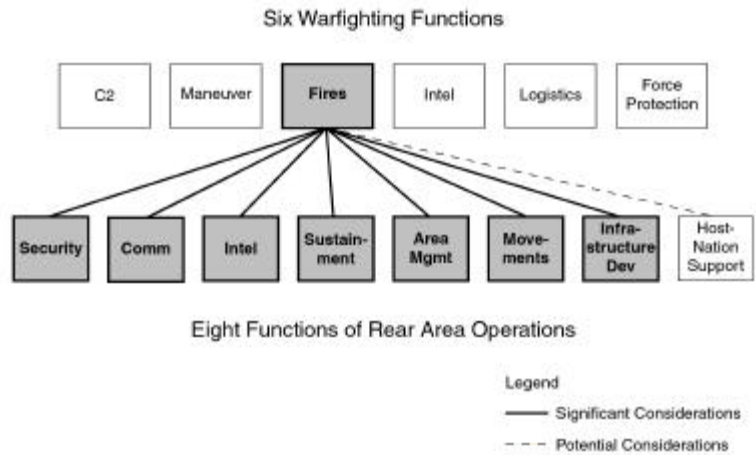 Six Warfighting Functions
C2
Maneuver
Fires
Intel
Logistics
Force
Protection
Security
Comm
Intel
Sustain-
ment
Area
Mgmt
Move-
ments
Infra-
structure
Dev
Host-
Nation
Support
Eight Functions of Rear Area Operations
Legend
Significant Considerations
Potential Considerations